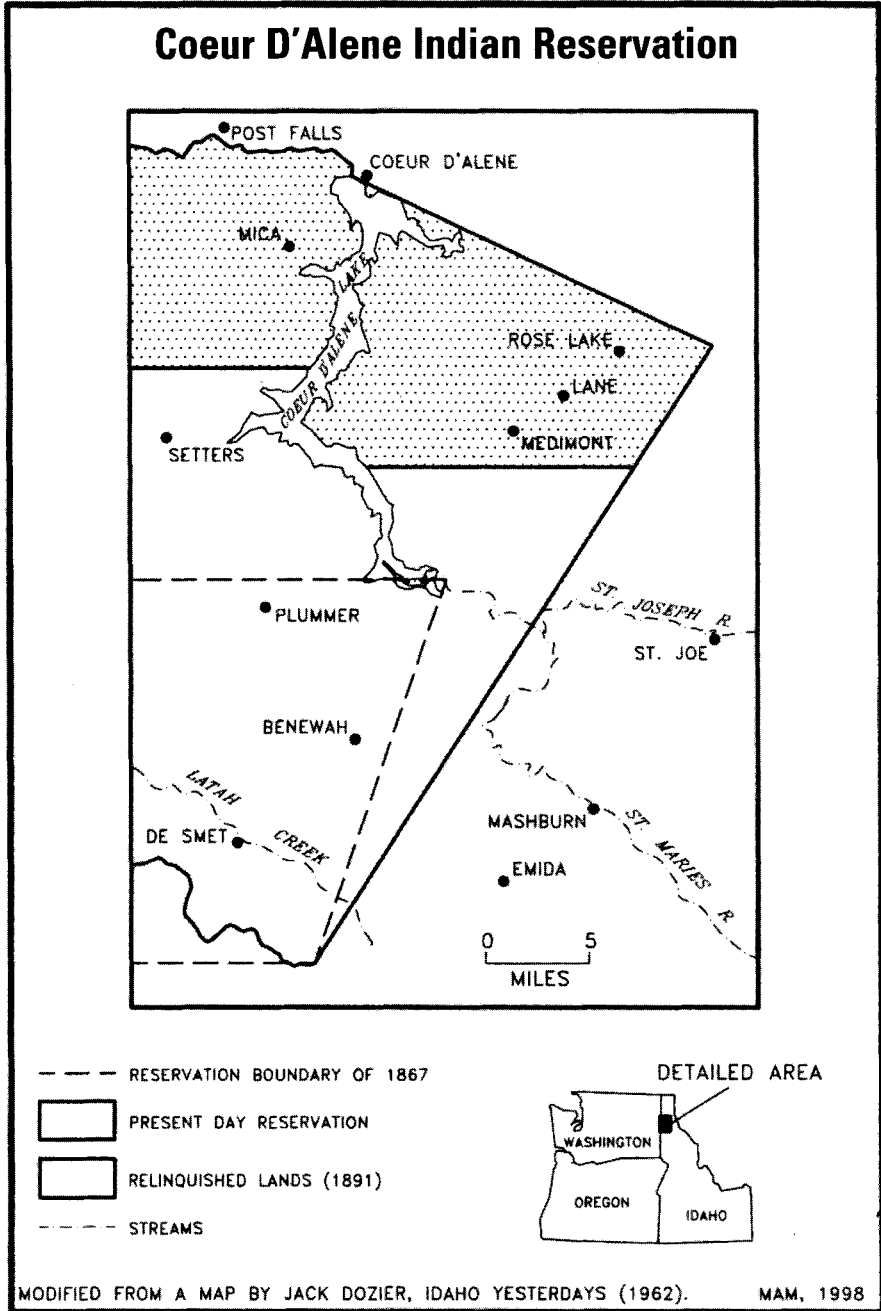 Coeur D'Alene Indian Reservation
POST FALLS
COEUR D'ALENE
MICA
COEUR D'ALENE LAKE
ROSE LAKE
LANE
MEDIMONT
SETTERS
PLUMMER
ST. JOSEPH R.
ST. JOE
BENEWAH
LATAH CREEK
DE SMET
MASHBURN
ST. MARIES R.
EMIDA
0 5
MILES
RESERVATION BOUNDARY OF 1867
PRESENT DAY RESERVATION
RELINQUISHED LANDS (1891)
STREAMS
DETAILED AREA
WASHINGTON
OREGON
IDAHO
MODIFIED FROM A MAP BY JACK DOZIER, IDAHO YESTERDAYS (1962). MAM, 1998